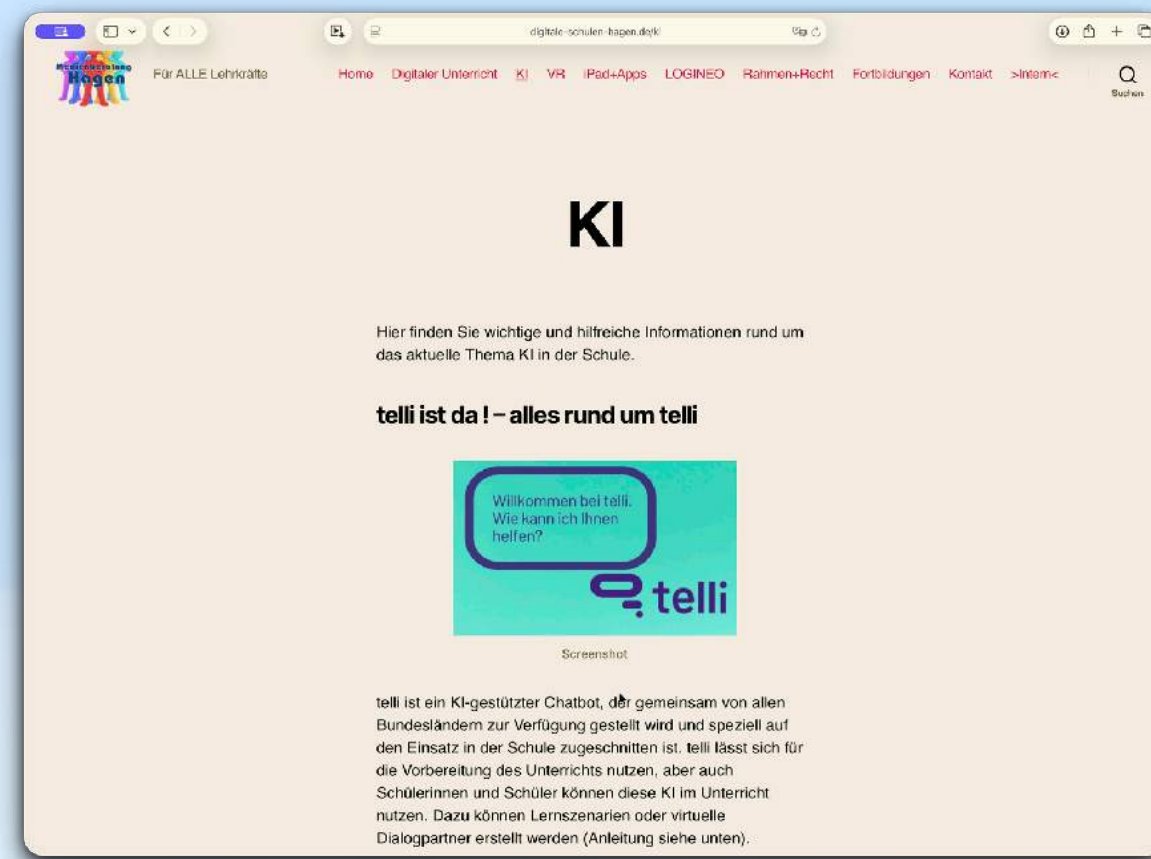 digitale-schulen-hagen.de/ki
Medienberatung
Hagen
Für ALLE Lehrkräfte
Home Digitaler Unterricht KI VR iPad+Apps LOGINEO Rahmen+Recht Fortbildungen Kontakt >Intern<
Suchen
KI
Hier finden Sie wichtige und hilfreiche Informationen rund um
das aktuelle Thema KI in der Schule.
telli ist da ! – alles rund um telli
Willkommen bei telli.
Wie kann ich Ihnen
helfen?
telli
Screenshot
telli ist ein KI-gestützter Chatbot, der gemeinsam von allen
Bundesländern zur Verfügung gestellt wird und speziell auf
den Einsatz in der Schule zugeschnitten ist. telli lässt sich für
die Vorbereitung des Unterrichts nutzen, aber auch
Schülerinnen und Schüler können diese KI im Unterricht
nutzen. Dazu können Lernszenarien oder virtuelle
Dialogpartner erstellt werden (Anleitung siehe unten).